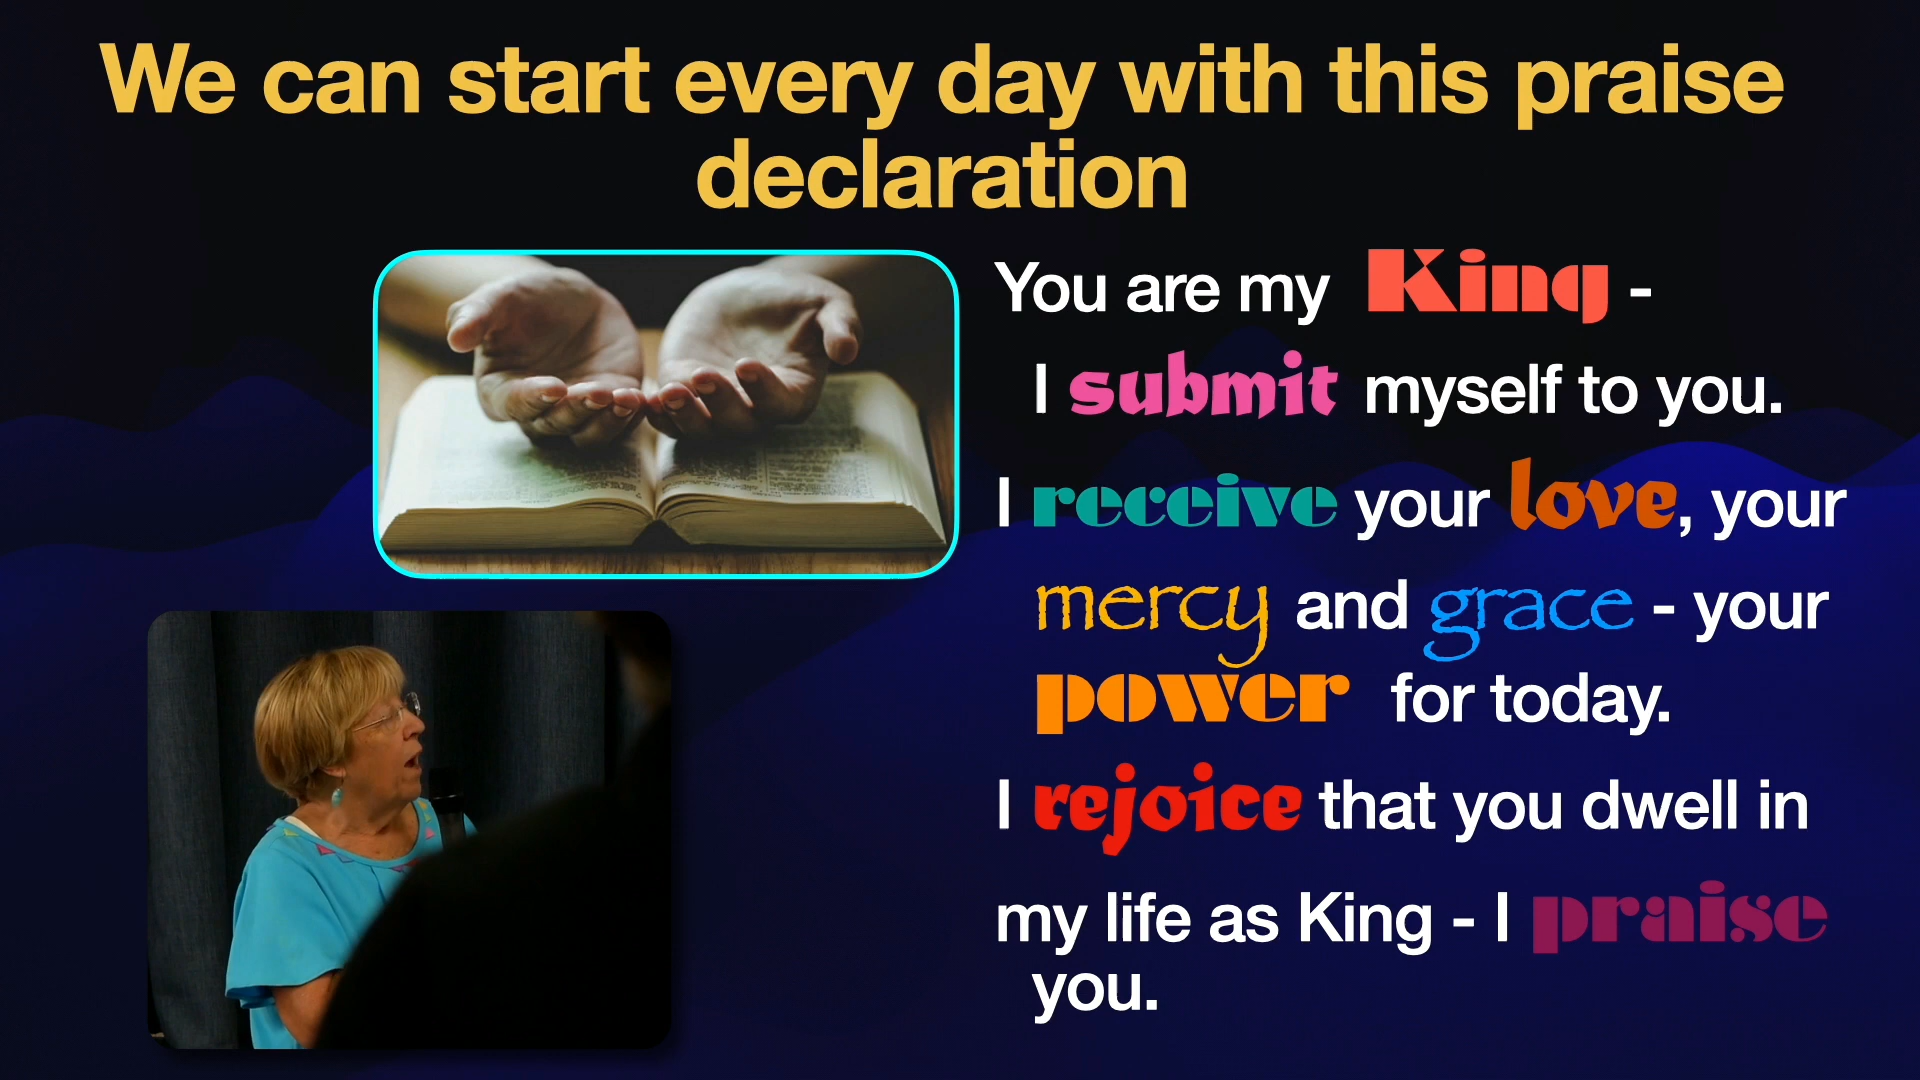 We can start every day with this praise
declaration
You are my King -
I submit myself to you.
I receive your love, your
mercy and grace - your
power for today.
I rejoice that you dwell in
my life as King - I praise
you.